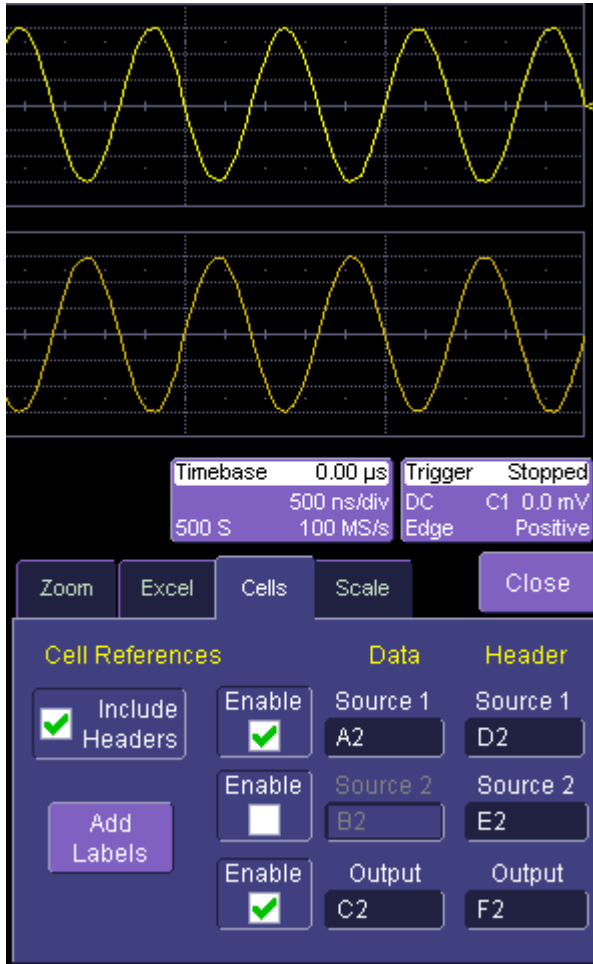 Timebase 0.00 µs
500 ns/div
500 S 100 MS/s
Trigger Stopped
DC C1 0.0 mV
Edge Positive
Zoom Excel Cells Scale Close
Cell References Data Header
Include Headers
Enable Source 1 Source 1
A2 D2
Enable Source 2 Source 2
B2 E2
Add Labels
Enable Output Output
C2 F2